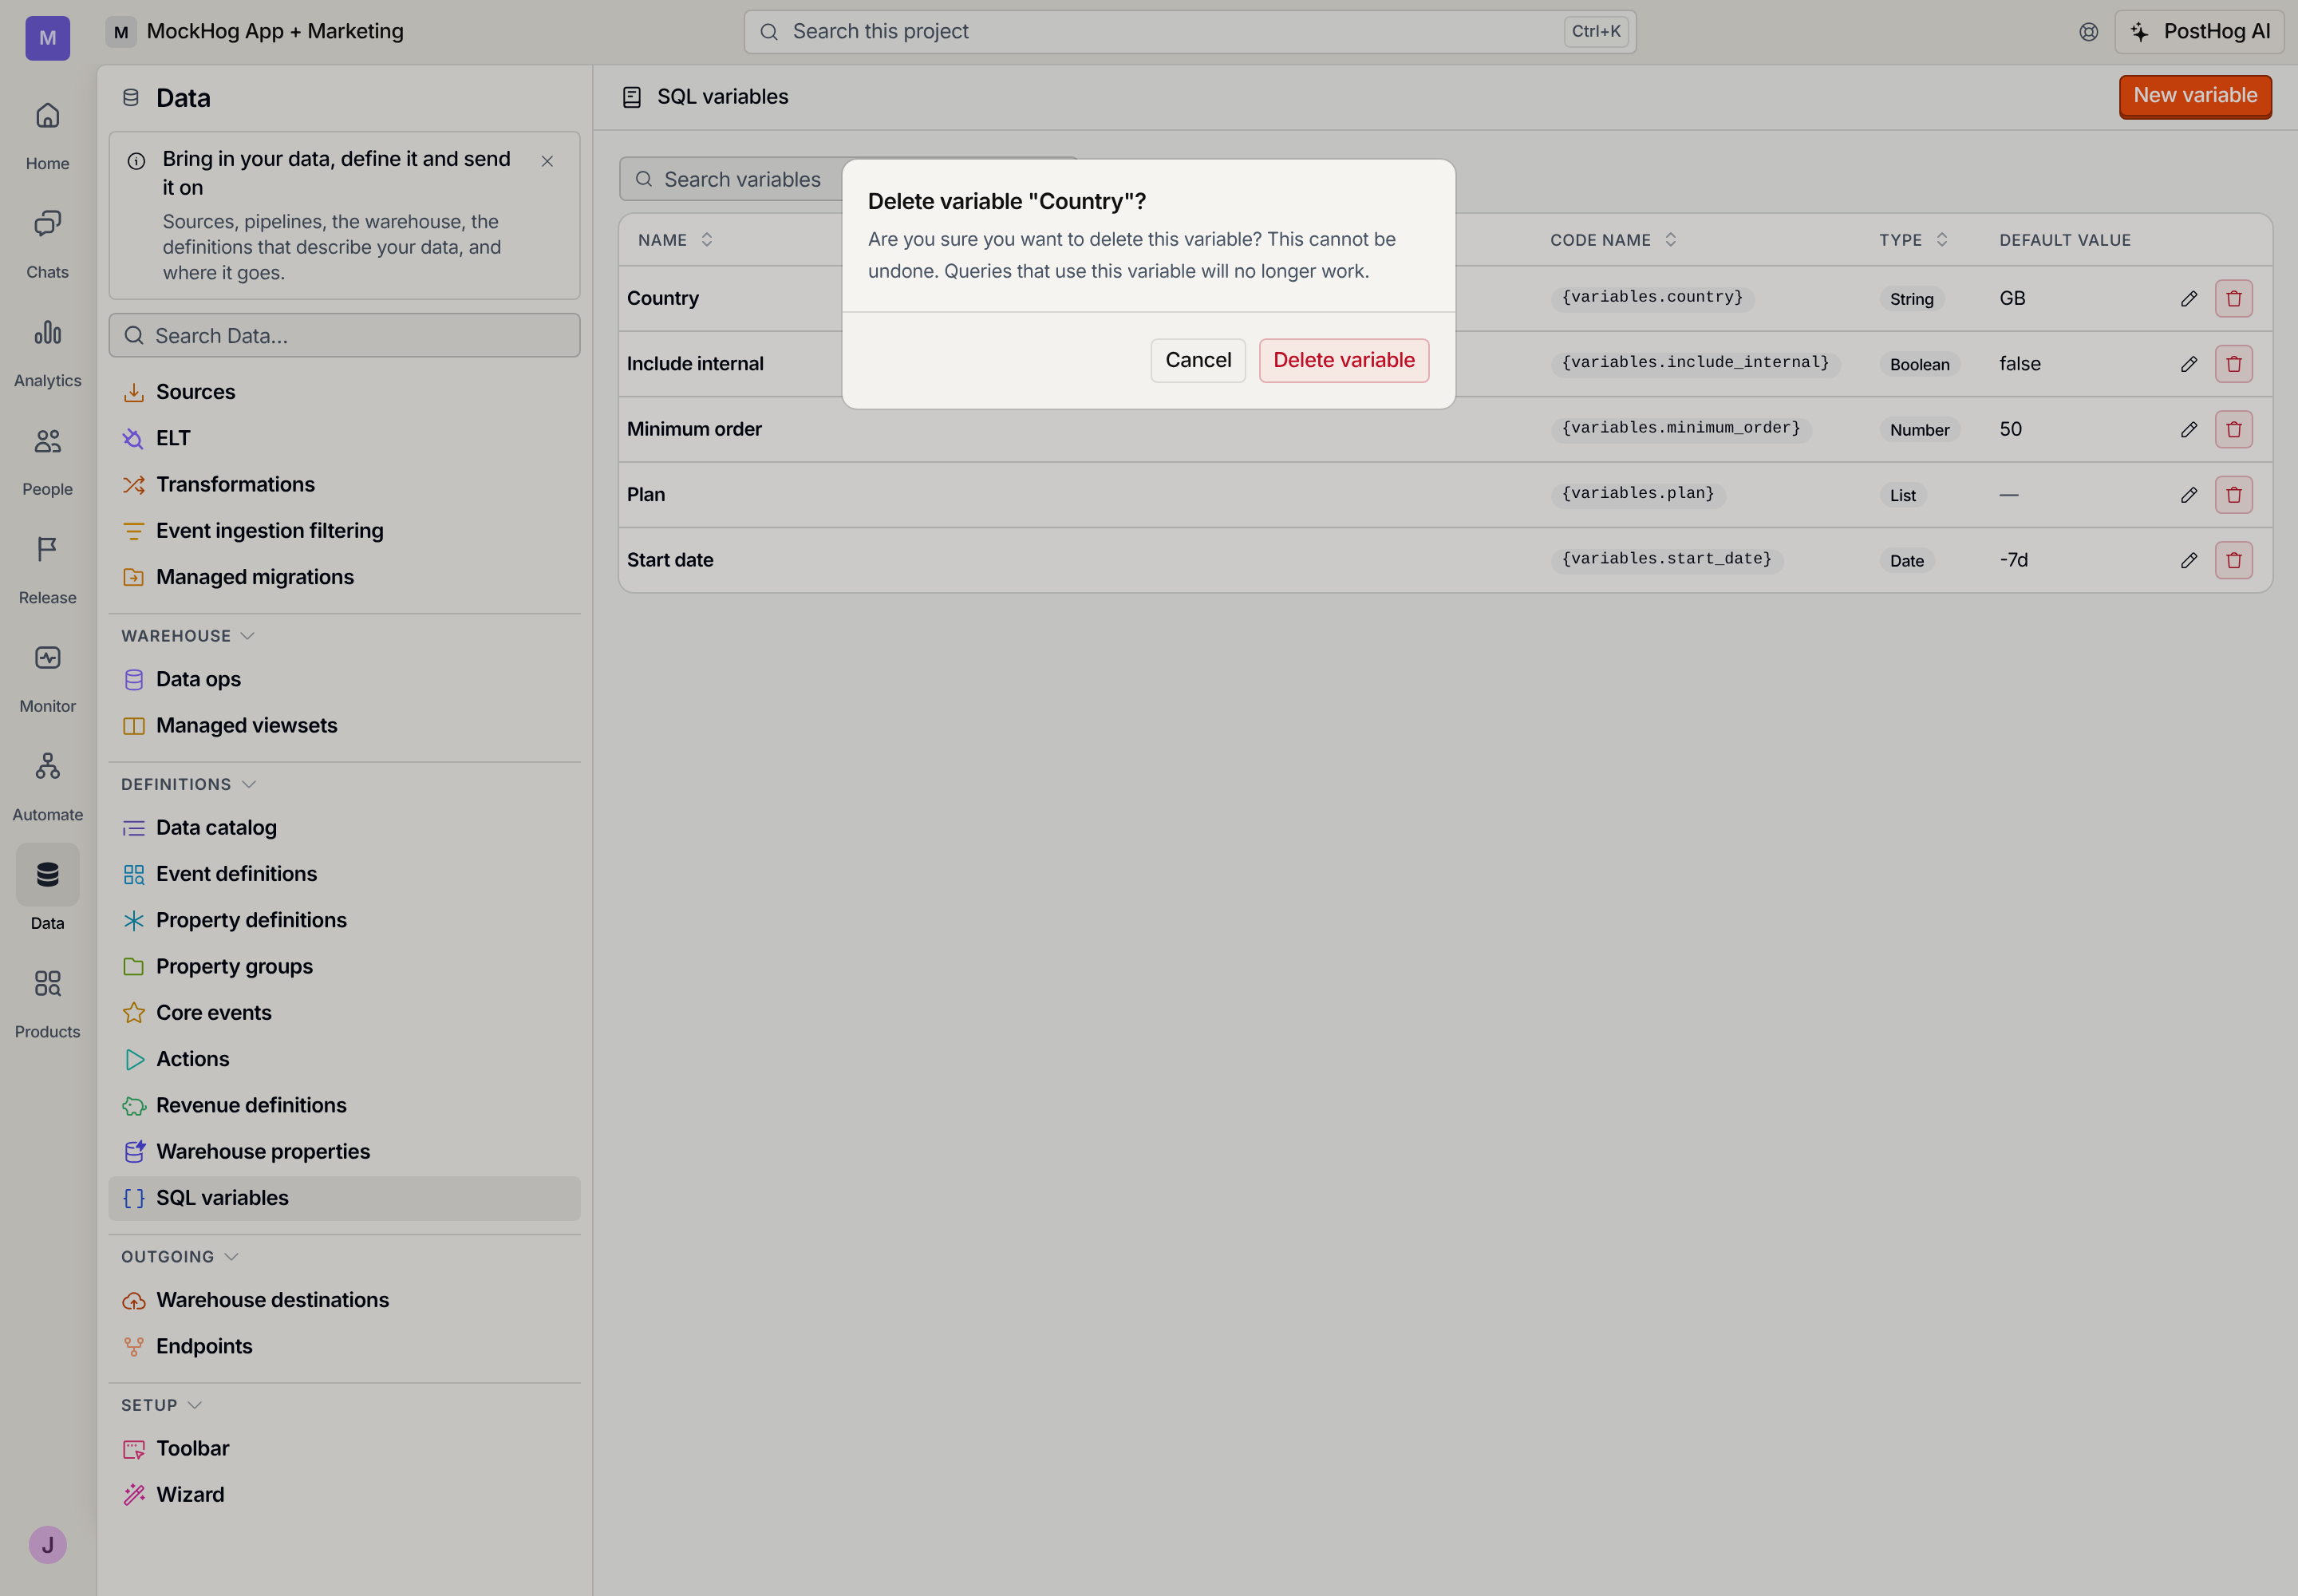 M
M MockHog App + Marketing
Search this project
Ctrl+K
PostHog AI
Home
Chats
Analytics
People
Release
Monitor
Automate
Data
Products
J
Data
Bring in your data, define it and send
it on
Sources, pipelines, the warehouse, the
definitions that describe your data, and
where it goes.
Search Data...
Sources
ELT
Transformations
Event ingestion filtering
Managed migrations
WAREHOUSE
Data ops
Managed viewsets
DEFINITIONS
Data catalog
Event definitions
Property definitions
Property groups
Core events
Actions
Revenue definitions
Warehouse properties
SQL variables
OUTGOING
Warehouse destinations
Endpoints
SETUP
Toolbar
Wizard
SQL variables
New variable
Search variables
NAME CODE NAME TYPE DEFAULT VALUE
Country {variables.country} String GB
Include internal {variables.include_internal} Boolean false
Minimum order {variables.minimum_order} Number 50
Plan {variables.plan} List —
Start date {variables.start_date} Date -7d
Delete variable "Country"?
Are you sure you want to delete this variable? This cannot be
undone. Queries that use this variable will no longer work.
Cancel
Delete variable